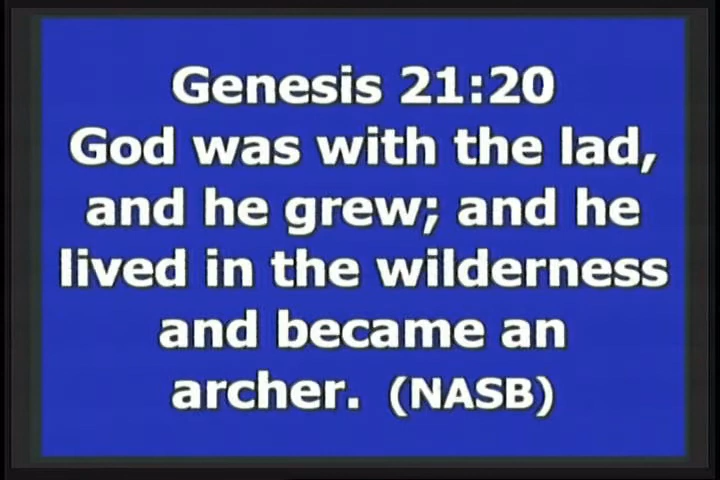 Genesis 21:20
God was with the lad,
and he grew; and he
lived in the wilderness
and became an
archer. (NASB)